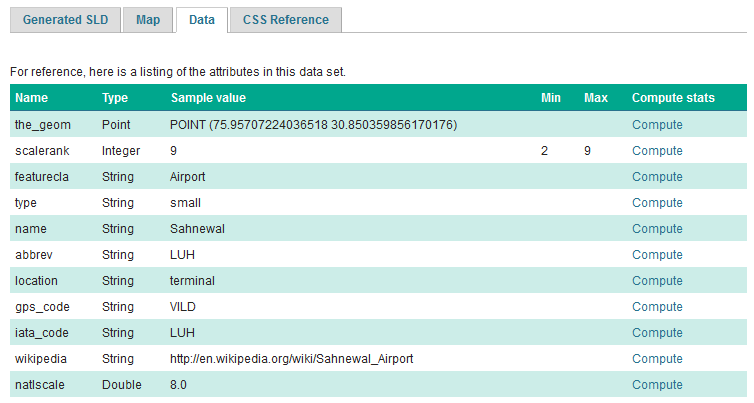 Generated SLD Map Data CSS Reference
For reference, here is a listing of the attributes in this data set.
Name Type Sample value Min Max Compute stats
the_geom Point POINT (75.95707224036518 30.850359856170176) Compute
scalerank Integer 9 2 9 Compute
featurecla String Airport Compute
type String small Compute
name String Sahnewal Compute
abbrev String LUH Compute
location String terminal Compute
gps_code String VILD Compute
iata_code String LUH Compute
wikipedia String http://en.wikipedia.org/wiki/Sahnewal_Airport Compute
natlscale Double 8.0 Compute